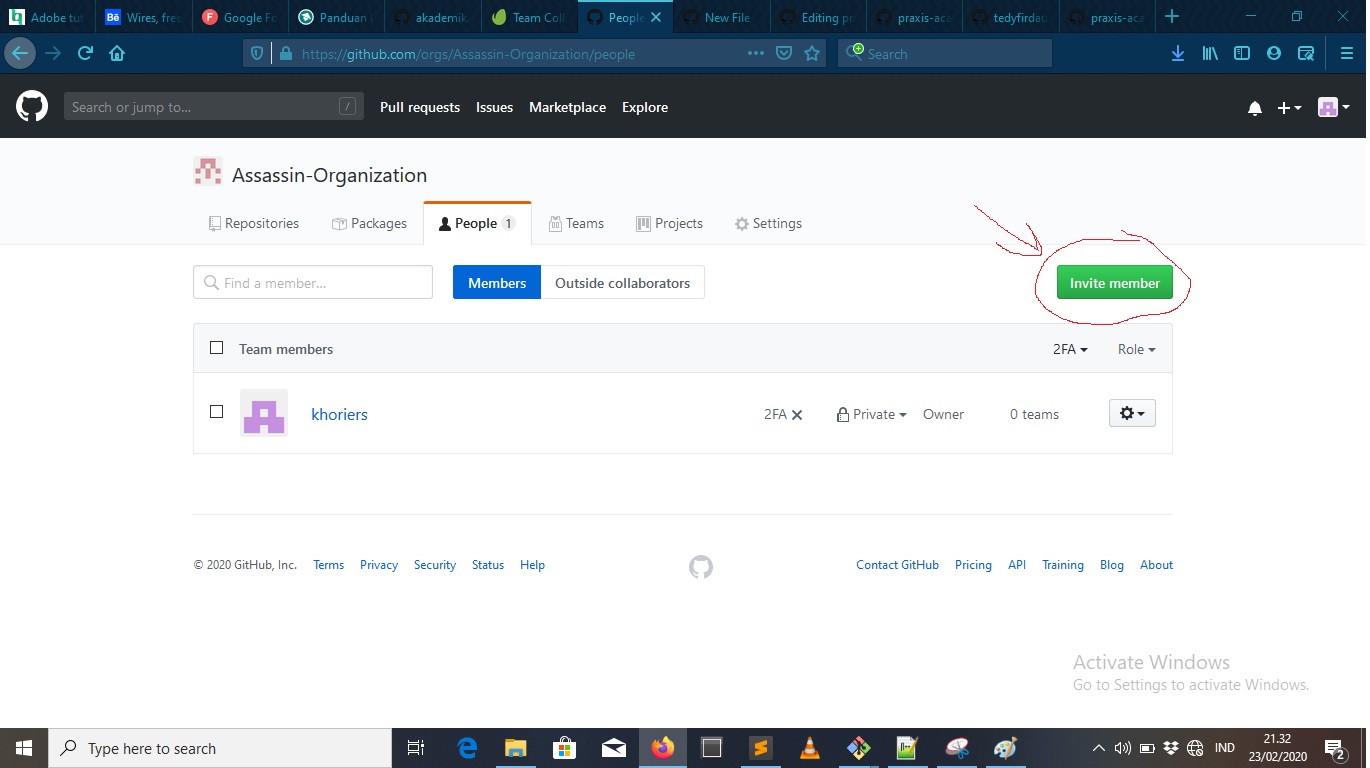 Adobe tut
Bē Wires, free
F Google Fo
Panduan
akademik.
Team Coll
People
New File
Editing pr
praxis-aca
tedyfirdau
praxis-aca
https://github.com/orgs/Assassin-Organization/people
Search
Search or jump to... /
Pull requests Issues Marketplace Explore
Assassin-Organization
Repositories Packages People 1 Teams Projects Settings
Find a member... Members Outside collaborators Invite member
Team members 2FA Role
khoriers 2FA Private Owner 0 teams
© 2020 GitHub, Inc. Terms Privacy Security Status Help Contact GitHub Pricing API Training Blog About
Activate Windows
Go to Settings to activate Windows.
Type here to search IND 21.32
23/02/2020 2